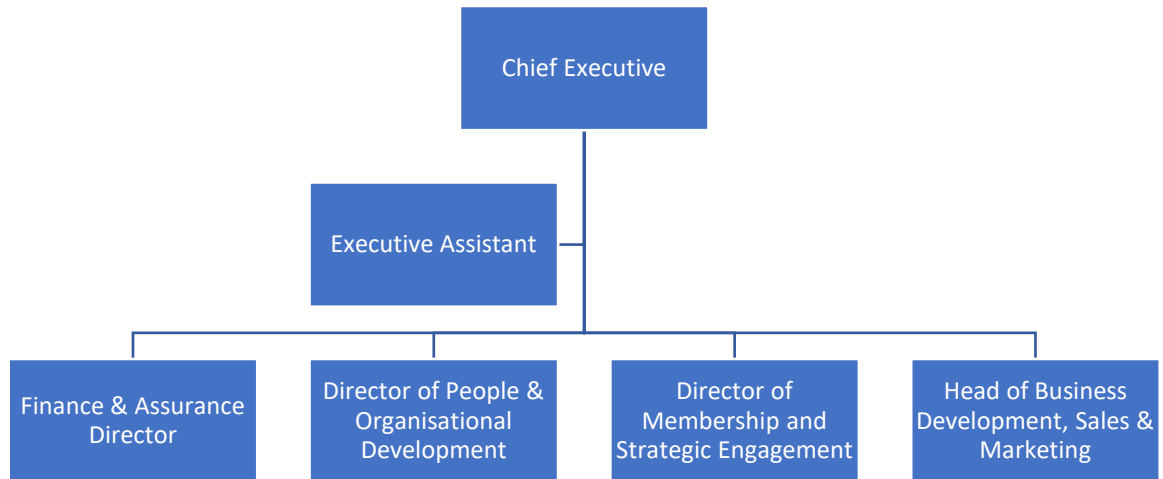 Chief Executive
Executive Assistant
Finance & Assurance
Director
Director of People &
Organisational
Development
Director of
Membership and
Strategic Engagement
Head of Business
Development, Sales &
Marketing